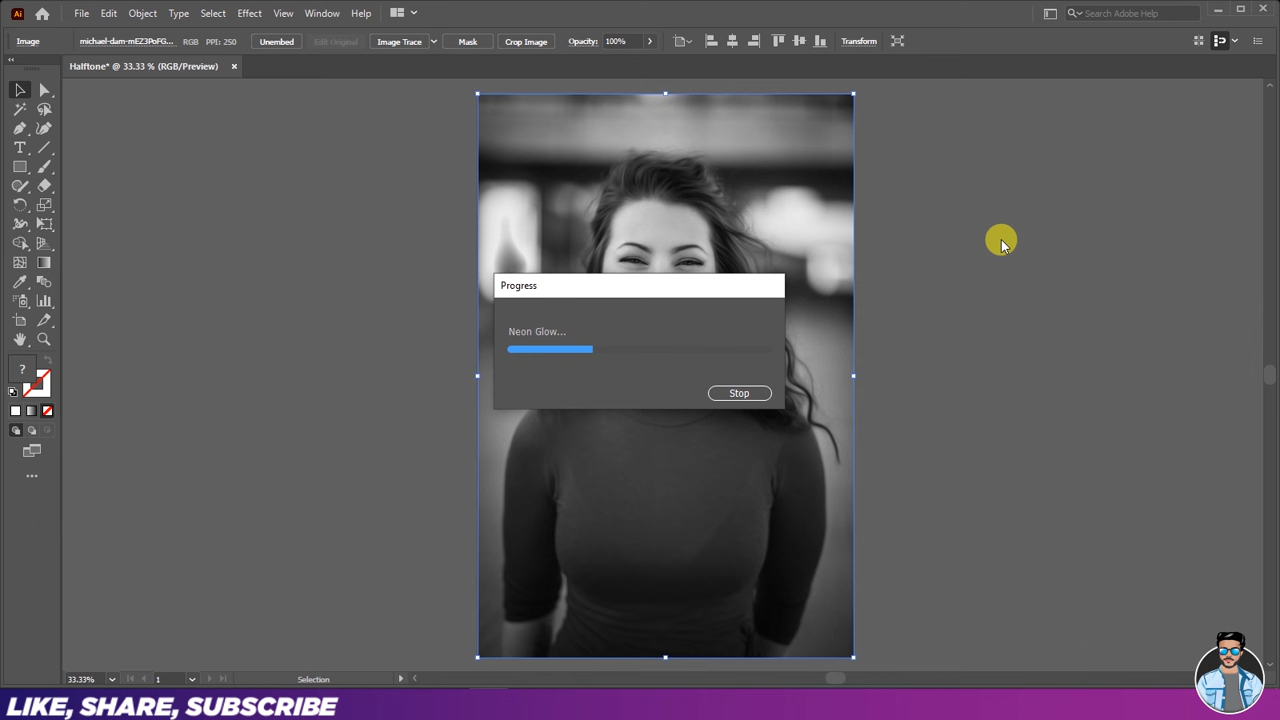 Ai File Edit Object Type Select Effect View Window Help Search Adobe Help
Image michael-dam-mEZ3PoFG... RGB PPI: 250 Unembed Edit Original Image Trace Mask Crop Image Opacity: 100% Transform
Halftone* @ 33.33 % (RGB/Preview)
Progress
Neon Glow...
Stop
?
33.33% 1 Selection
LIKE, SHARE, SUBSCRIBE